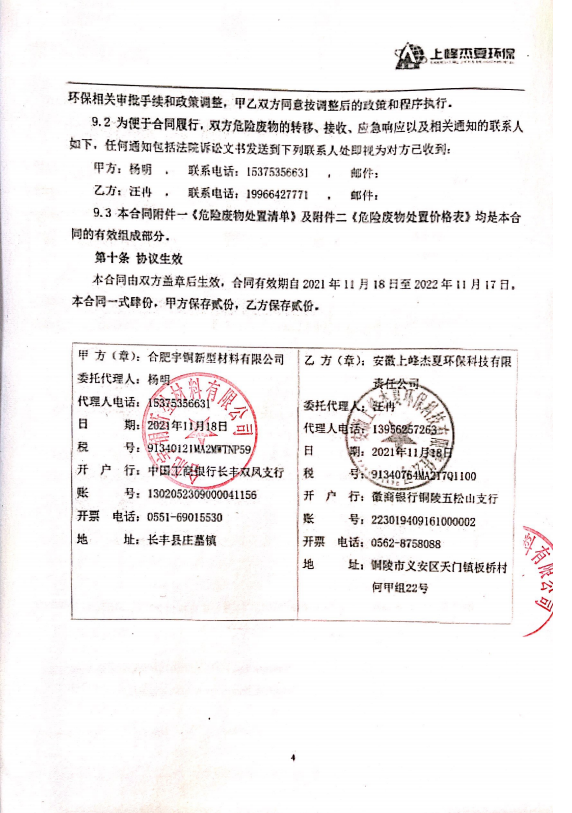 上峰杰夏环保
环保相关审批手续和政策调整，甲乙双方同意按调整后的政策和程序执行。
9.2 为便于合同履行，双方危险废物的转移、接收、应急响应以及相关通知的联系人
如下，任何通知包括法院诉讼文书发送到下列联系人处即视为对方已收到：
甲方：杨明 ， 联系电话：15375356631 ， 邮件：
乙方：汪冉 ， 联系电话：19966427771 ， 邮件：
9.3 本合同附件一《危险废物处置清单》及附件二《危险废物处置价格表》均是本合
同的有效组成部分。
第十条 协议生效
本合同由双方盖章后生效，合同有效期自 2021 年 11 月 18 日至 2022 年 11 月 17 日。
本合同一式肆份，甲方保存贰份，乙方保存贰份。
甲 方（章）：合肥宇铜新型材料有限公司
委托代理人：杨明
代理人电话：15375356631
日 期：2021年11月18日
税 号：91340121MA2MWTNP59
开 户 行：中国工商银行长丰双凤支行
账 号：1302052309000041156
开票 电话：0551-69015530
地 址：长丰县庄墓镇
乙 方（章）：安徽上峰杰夏环保科技有限
责任公司
委托代理人：汪冉
代理人电话：13956257263
日 期：2021年11月18日
税 号：91340764MA2T7Q1100
开 户 行：徽商银行铜陵五松山支行
账 号：223019409161000002
开票 电话：0562-8758088
地 址：铜陵市义安区天门镇板桥村
何甲组22号
料有限公司
4